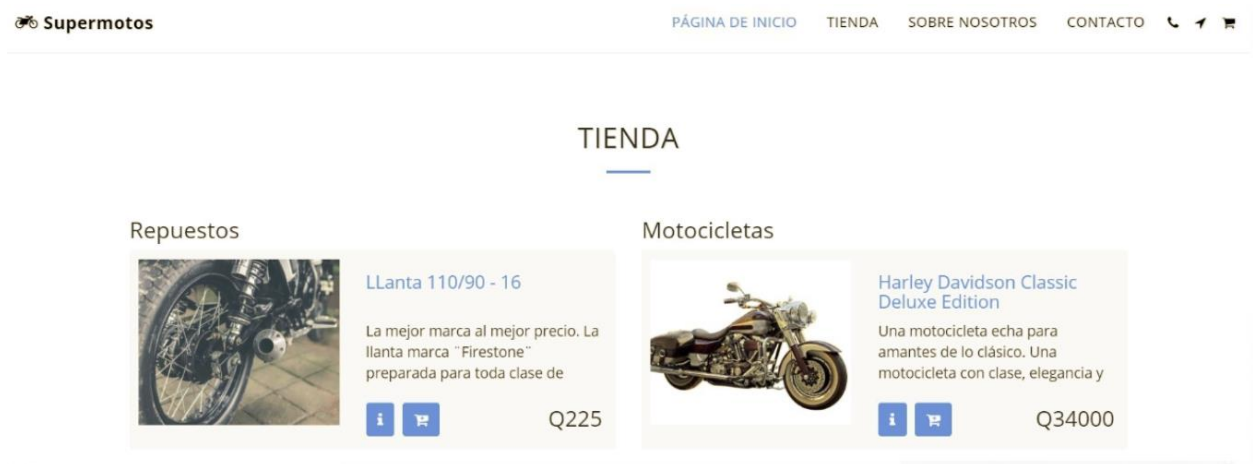 Supermotos
PÁGINA DE INICIO TIENDA SOBRE NOSOTROS CONTACTO
TIENDA
Repuestos
LLanta 110/90 - 16
La mejor marca al mejor precio. La
llanta marca ¨Firestone¨
preparada para toda clase de
Q225
Motocicletas
Harley Davidson Classic
Deluxe Edition
Una motocicleta echa para
amantes de lo clásico. Una
motocicleta con clase, elegancia y
Q34000